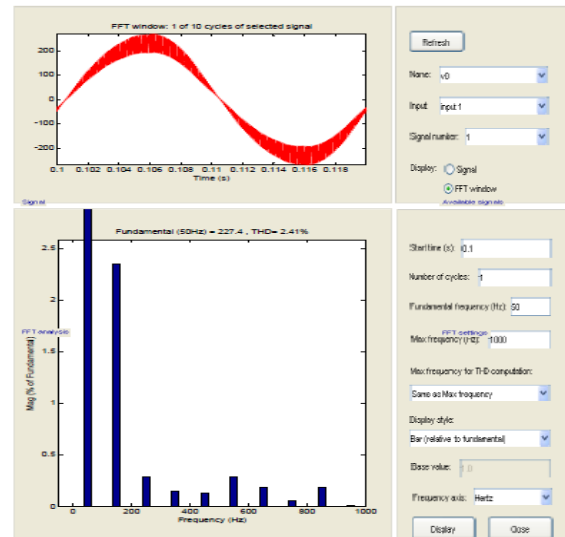 FFT window: 1 of 10 cycles of selected signal
200
100
0
-100
-200
0.1 0.102 0.104 0.106 0.108 0.11 0.112 0.114 0.116 0.118
Time (s)
Signal
Refresh
Name: v0
Input: input 1
Signal number: 1
Display: Signal
FFT window
Available signals
Fundamental (50Hz) = 227.4 , THD= 2.41%
2.5
2
1.5
1
0.5
0
0 200 400 600 800 1000
Frequency (Hz)
Mag (% of Fundamental)
FFT analysis
Start time (s): 0.1
Number of cycles: 1
Fundamental frequency (Hz): 50
FFT settings
Max frequency (Hz): 1000
Max frequency for THD computation:
Same as Max frequency
Display style:
Bar (relative to fundamental)
Base value: 1.0
Frequency axis: Hertz
Display
Close